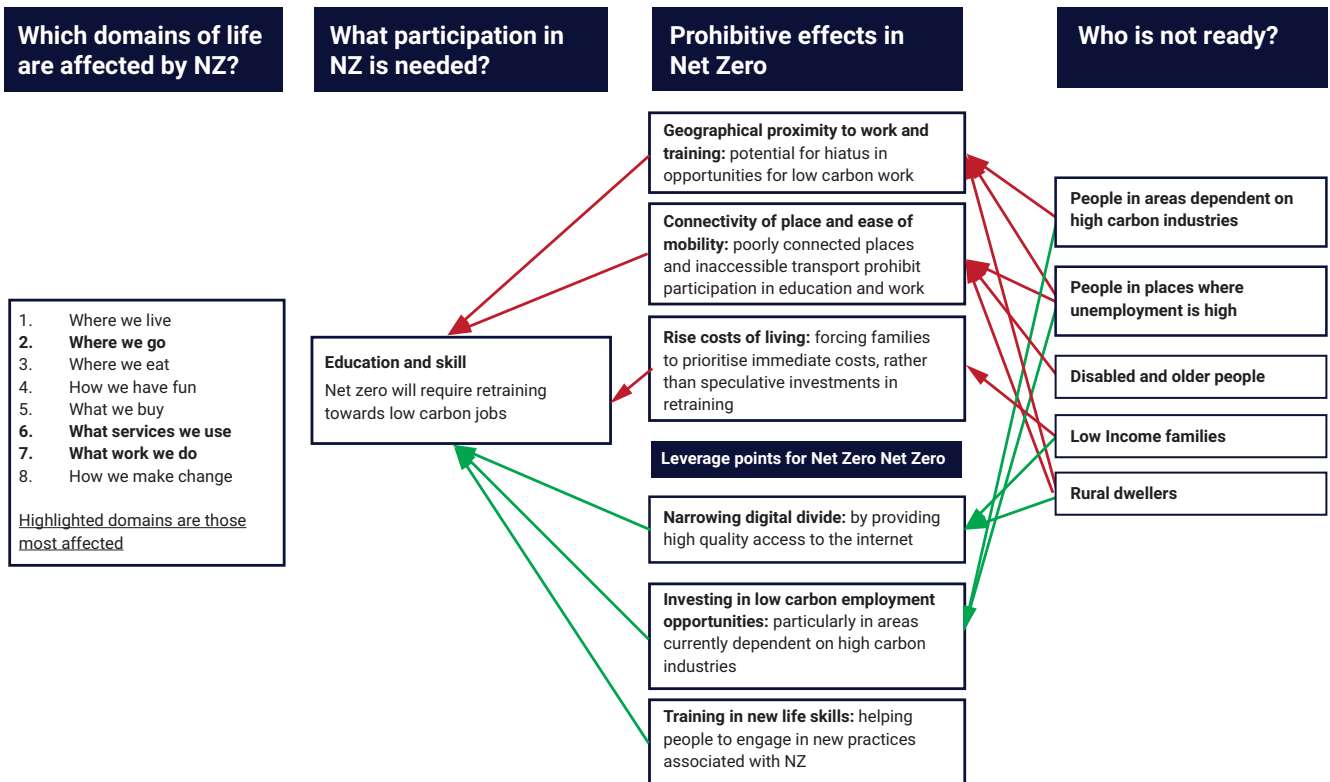 Which domains of life
are affected by NZ?
What participation in
NZ is needed?
Prohibitive effects in
Net Zero
Who is not ready?
1. Where we live
2. Where we go
3. Where we eat
4. How we have fun
5. What we buy
6. What services we use
7. What work we do
8. How we make change
Highlighted domains are those
most affected
Education and skill
Net zero will require retraining
towards low carbon jobs
Geographical proximity to work and
training: potential for hiatus in
opportunities for low carbon work
Connectivity of place and ease of
mobility: poorly connected places
and inaccessible transport prohibit
participation in education and work
Rise costs of living: forcing families
to prioritise immediate costs, rather
than speculative investments in
retraining
Leverage points for Net Zero Net Zero
Narrowing digital divide: by providing
high quality access to the internet
Investing in low carbon employment
opportunities: particularly in areas
currently dependent on high carbon
industries
Training in new life skills: helping
people to engage in new practices
associated with NZ
People in areas dependent on
high carbon industries
People in places where
unemployment is high
Disabled and older people
Low Income families
Rural dwellers